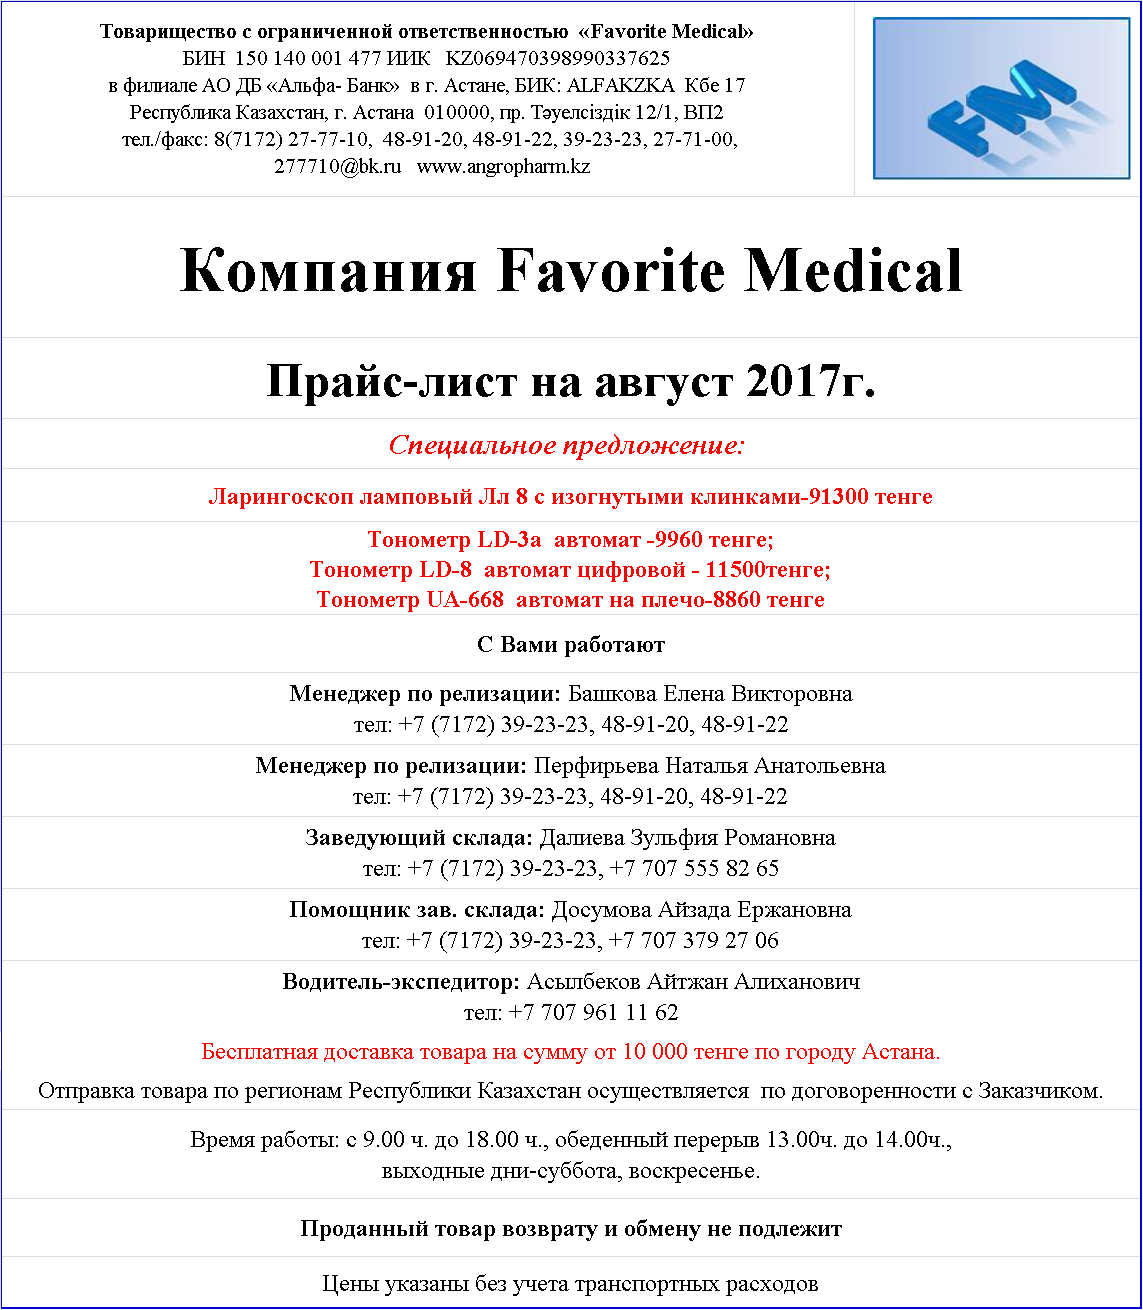 Товарищество с ограниченной ответственностью «Favorite Medical»
БИН 150 140 001 477 ИИК KZ069470398990337625
в филиале АО ДБ «Альфа- Банк» в г. Астане, БИК: ALFAKZKA Кбе 17
Республика Казахстан, г. Астана 010000, пр. Тәуелсіздік 12/1, ВП2
тел./факс: 8(7172) 27-77-10, 48-91-20, 48-91-22, 39-23-23, 27-71-00,
277710@bk.ru www.angropharm.kz
FM
Компания Favorite Medical
Прайс-лист на август 2017г.
Специальное предложение:
Ларингоскоп ламповый Лл 8 с изогнутыми клинками-91300 тенге
Тонометр LD-3a автомат -9960 тенге;
Тонометр LD-8 автомат цифровой - 11500тенге;
Тонометр UA-668 автомат на плечо-8860 тенге
С Вами работают
Менеджер по релизации: Башкова Елена Викторовна
тел: +7 (7172) 39-23-23, 48-91-20, 48-91-22
Менеджер по релизации: Перфирьева Наталья Анатольевна
тел: +7 (7172) 39-23-23, 48-91-20, 48-91-22
Заведующий склада: Далиева Зульфия Романовна
тел: +7 (7172) 39-23-23, +7 707 555 82 65
Помощник зав. склада: Досумова Айзада Ержановна
тел: +7 (7172) 39-23-23, +7 707 379 27 06
Водитель-экспедитор: Асылбеков Айтжан Алиханович
тел: +7 707 961 11 62
Бесплатная доставка товара на сумму от 10 000 тенге по городу Астана.
Отправка товара по регионам Республики Казахстан осуществляется по договоренности с Заказчиком.
Время работы: с 9.00 ч. до 18.00 ч., обеденный перерыв 13.00ч. до 14.00ч.,
выходные дни-суббота, воскресенье.
Проданный товар возврату и обмену не подлежит
Цены указаны без учета транспортных расходов